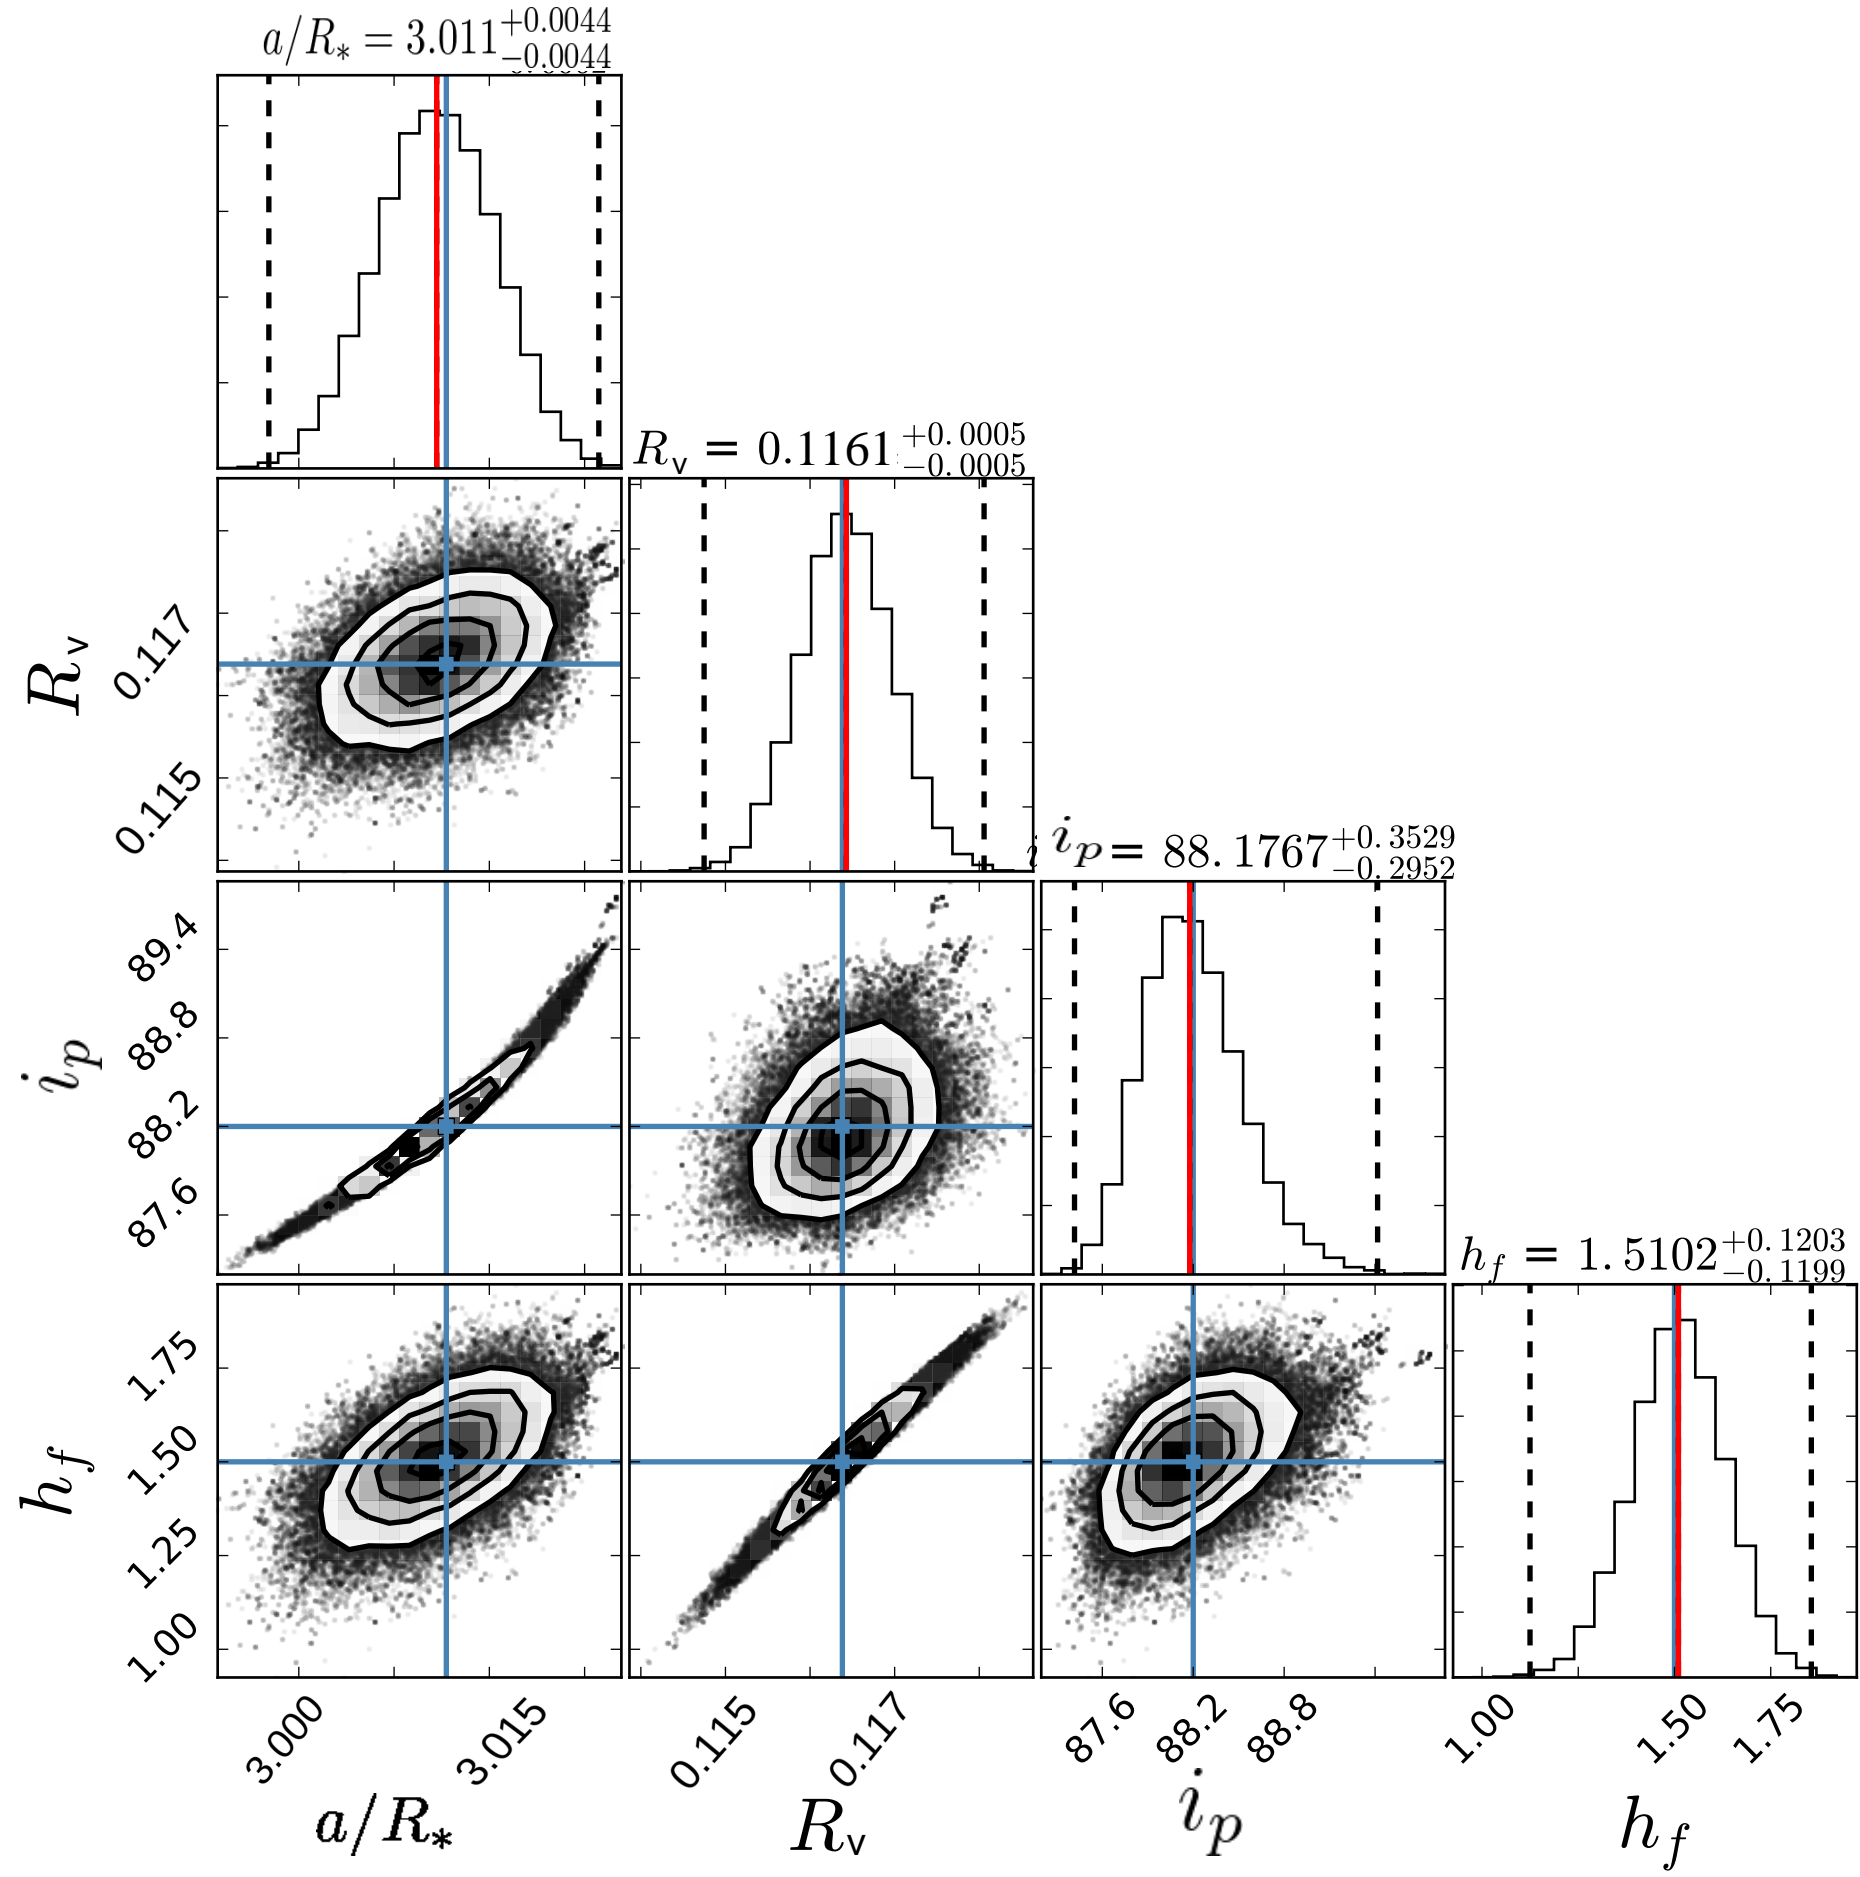 a/R* = 3.011 +0.0044 −0.0044
Rv = 0.1161 +0.0005 −0.0005
Rv
0.117
0.115
ip = 88.1767 +0.3529 −0.2952
ip
89.4
88.8
88.2
87.6
hf = 1.5102 +0.1203 −0.1199
hf
1.75
1.50
1.25
1.00
3.000 3.015 0.115 0.117 87.6 88.2 88.8 1.00 1.50 1.75
a/R* Rv ip hf